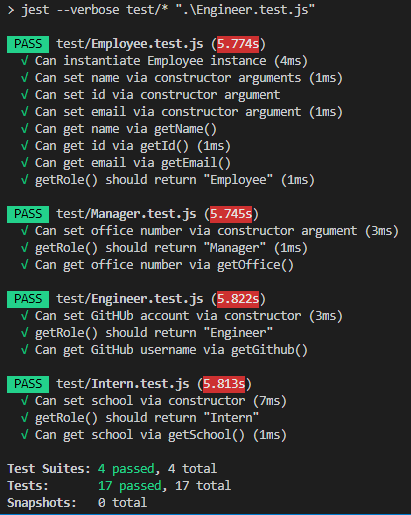 > jest --verbose test/* ".\Engineer.test.js"
PASS test/Employee.test.js (5.774s)
√ Can instantiate Employee instance (4ms)
√ Can set name via constructor arguments (1ms)
√ Can set id via constructor argument
√ Can set email via constructor argument (1ms)
√ Can get name via getName()
√ Can get id via getId() (1ms)
√ Can get email via getEmail()
√ getRole() should return "Employee" (1ms)
PASS test/Manager.test.js (5.745s)
√ Can set office number via constructor argument (3ms)
√ getRole() should return "Manager" (1ms)
√ Can get office number via getOffice()
PASS test/Engineer.test.js (5.822s)
√ Can set GitHUb account via constructor (3ms)
√ getRole() should return "Engineer"
√ Can get GitHub username via getGithub()
PASS test/Intern.test.js (5.813s)
√ Can set school via constructor (7ms)
√ getRole() should return "Intern"
√ Can get school via getSchool() (1ms)
Test Suites: 4 passed, 4 total
Tests: 17 passed, 17 total
Snapshots: 0 total